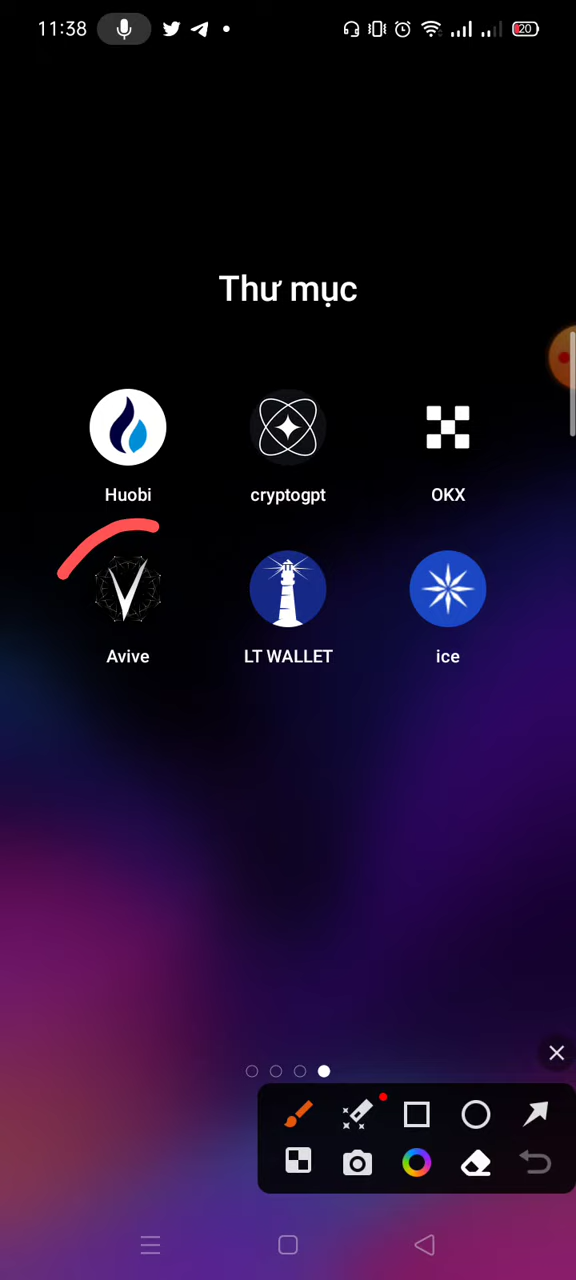 11:38
20
Thư mục
Huobi
cryptogpt
OKX
Avive
LT WALLET
ice